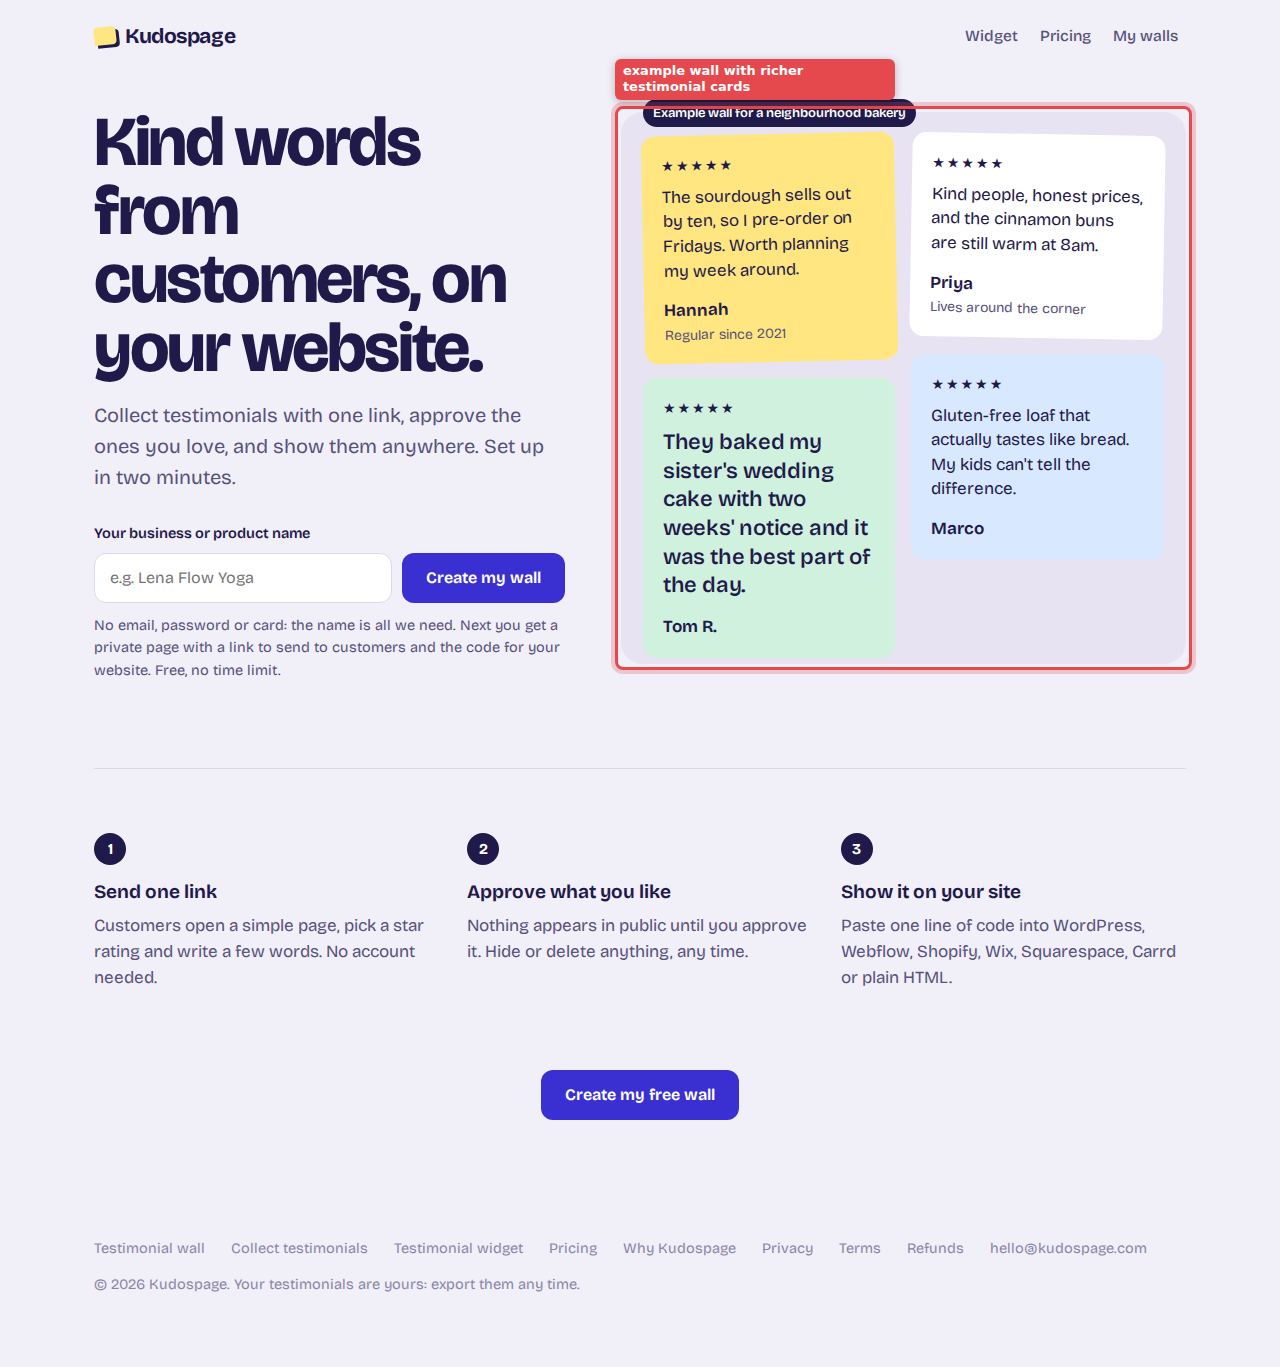 Kudospage
Widget
Pricing
My walls
example wall with richer
testimonial cards
Example wall for a neighbourhood bakery
Kind words
from
customers, on
your website.
Collect testimonials with one link, approve the
ones you love, and show them anywhere. Set up
in two minutes.
Your business or product name
e.g. Lena Flow Yoga
Create my wall
No email, password or card: the name is all we need. Next you get a
private page with a link to send to customers and the code for your
website. Free, no time limit.
★★★★★
The sourdough sells out
by ten, so I pre-order on
Fridays. Worth planning
my week around.
Hannah
Regular since 2021
★★★★★
Kind people, honest prices,
and the cinnamon buns
are still warm at 8am.
Priya
Lives around the corner
★★★★★
They baked my
sister's wedding
cake with two
weeks' notice and it
was the best part of
the day.
Tom R.
★★★★★
Gluten-free loaf that
actually tastes like bread.
My kids can't tell the
difference.
Marco
1
Send one link
Customers open a simple page, pick a star
rating and write a few words. No account
needed.
2
Approve what you like
Nothing appears in public until you approve
it. Hide or delete anything, any time.
3
Show it on your site
Paste one line of code into WordPress,
Webflow, Shopify, Wix, Squarespace, Carrd
or plain HTML.
Create my free wall
Testimonial wall
Collect testimonials
Testimonial widget
Pricing
Why Kudospage
Privacy
Terms
Refunds
hello@kudospage.com
© 2026 Kudospage. Your testimonials are yours: export them any time.